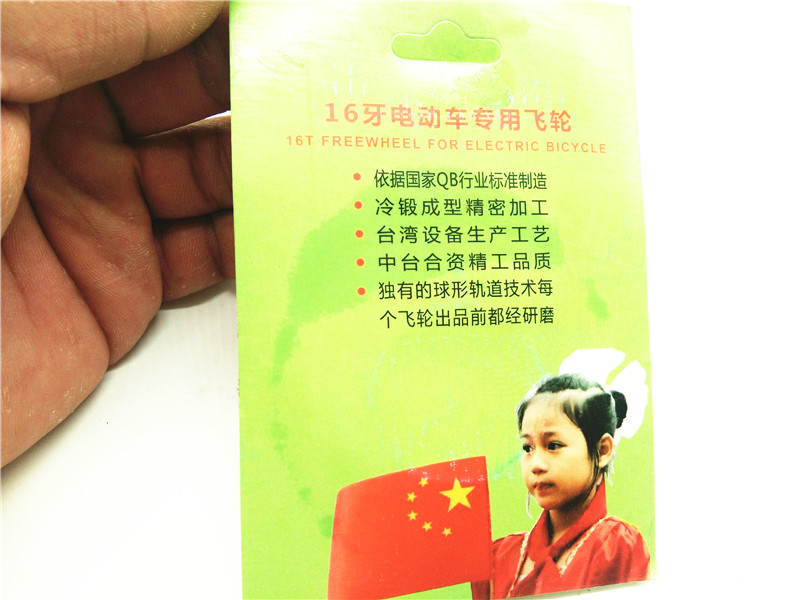 16牙电动车专用飞轮
16T FREEWHEEL FOR ELECTRIC BICYCLE
依据国家QB行业标准制造
冷锻成型精密加工
台湾设备生产工艺
中台合资精工品质
独有的球形轨道技术每
个飞轮出品前都经研磨